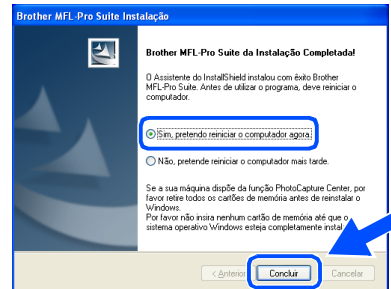 Brother MFL-Pro Suite Instalação
Brother MFL-Pro Suite da Instalação Completada!
O Assistente do InstallShield instalou com êxito Brother
MFL-Pro Suite. Antes de utilizar o programa, deve reiniciar o
computador.
Sim, pretendo reiniciar o computador agora.
Não, pretende reiniciar o computador mais tarde.
Se a sua máquina dispõe da função PhotoCapture Center, por
favor retire todos os cartões de memória antes de reinstalar o
Windows.
Por favor não insira nenhum cartão de memória até que o
sistema operativo Windows esteja completamente instal
< Anterior Concluir Cancelar